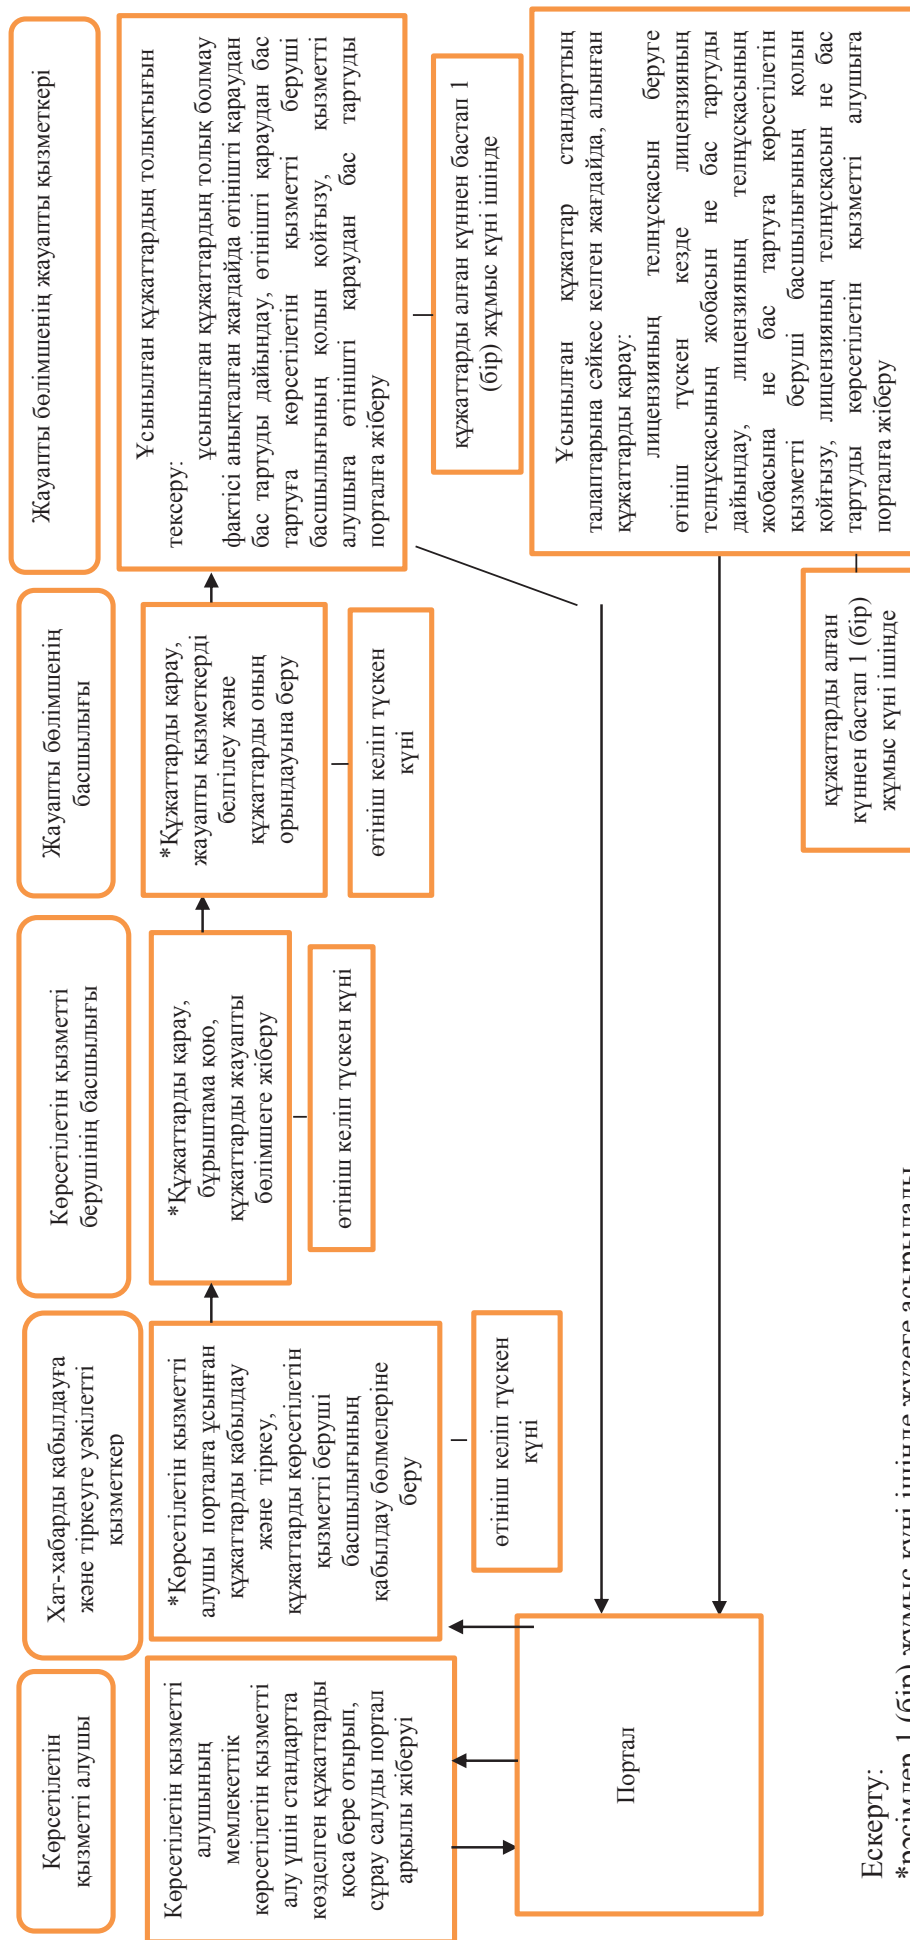 Көрсетілетін
қызметті алушы
Хат-хабарды қабылдауға
және тіркеуге уәкілетті
қызметкер
Көрсетілетін қызметті
берушінің басшылығы
Жауапты бөлімшенің
басшылығы
Жауапты бөлімшенің жауапты қызметкері
Көрсетілетін қызметті
алушының
мемлекеттік
көрсетілетін қызметті
алу үшін стандартта
көзделген құжаттарды
қоса бере отырып,
сұрау салуды портал
арқылы жіберуі
*Көрсетілетін қызметті
алушы порталға ұсынған
құжаттарды қабылдау
және тіркеу,
құжаттарды көрсетілетін
қызметті беруші
басшылығының
қабылдау бөлмелеріне
беру
өтініш келіп түскен
күні
*Құжаттарды қарау,
бұрыштама қою,
құжаттарды жауапты
бөлімшеге жіберу
өтініш келіп түскен күні
*Құжаттарды қарау,
жауапты қызметкерді
белгілеу және
құжаттарды оның
орындауына беру
өтініш келіп түскен
күні
Ұсынылған құжаттардың толықтығын
тексеру:
ұсынылған құжаттардың толық болмау
фактісі анықталған жағдайда өтінішті қараудан
бас тартуды дайындау, өтінішті қараудан бас
тартуға көрсетілетін қызметті беруші
басшылығының қолын қойғызу, қызметті
алушыға өтінішті қараудан бас тартуды
порталға жіберу
құжаттарды алған күннен бастап 1
(бір) жұмыс күні ішінде
Ұсынылған құжаттар стандарттың
талаптарына сәйкес келген жағдайда, алынған
құжаттарды қарау:
лицензияның телнұсқасын беруге
өтініш түскен кезде лицензияның
телнұсқасының жобасын не бас тартуды
дайындау, лицензияның телнұсқасының
жобасына не бас тартуға көрсетілетін
қызметті беруші басшылығының қолын
қойғызу, лицензияның телнұсқасын не бас
тартуды көрсетілетін қызметті алушыға
порталға жіберу
құжаттарды алған
күннен бастап 1 (бір)
жұмыс күні ішінде
Портал
Ескерту:
*рәсімдер 1 (бір) жұмыс күні ішінде жүзеге асырылады